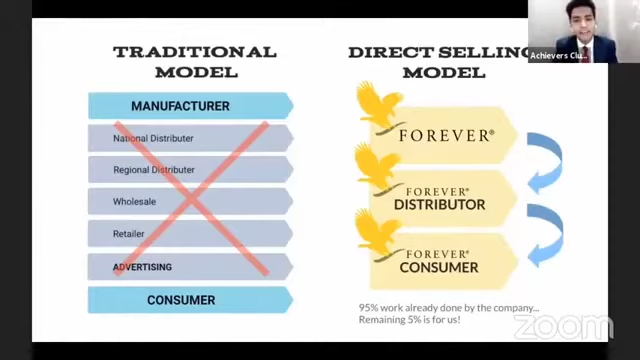 TRADITIONAL
MODEL
MANUFACTURER
National Distributer
Regional Distributer
Wholesale
Retailer
ADVERTISING
CONSUMER
DIRECT SELLING
MODEL
FOREVER®
FOREVER®
DISTRIBUTOR
FOREVER®
CONSUMER
95% work already done by the company...
Remaining 5% is for us!
Achievers Clu...
zoom